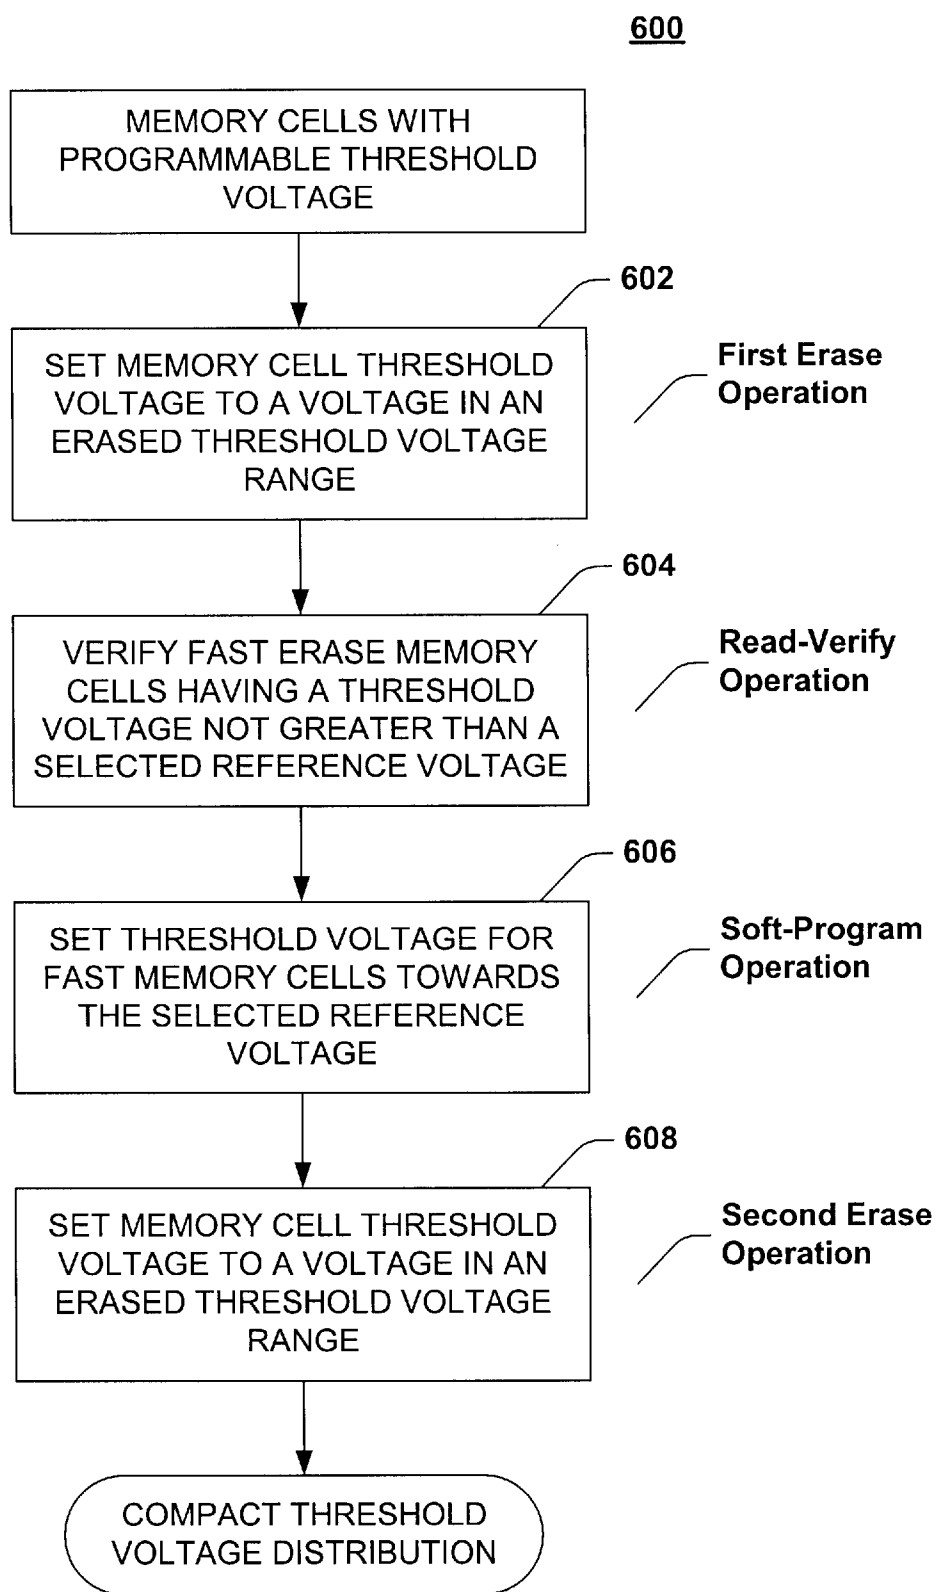 600
MEMORY CELLS WITH
PROGRAMMABLE THRESHOLD
VOLTAGE
602
SET MEMORY CELL THRESHOLD
VOLTAGE TO A VOLTAGE IN AN
ERASED THRESHOLD VOLTAGE
RANGE
First Erase
Operation
604
VERIFY FAST ERASE MEMORY
CELLS HAVING A THRESHOLD
VOLTAGE NOT GREATER THAN A
SELECTED REFERENCE VOLTAGE
Read-Verify
Operation
606
SET THRESHOLD VOLTAGE FOR
FAST MEMORY CELLS TOWARDS
THE SELECTED REFERENCE
VOLTAGE
Soft-Program
Operation
608
SET MEMORY CELL THRESHOLD
VOLTAGE TO A VOLTAGE IN AN
ERASED THRESHOLD VOLTAGE
RANGE
Second Erase
Operation
COMPACT THRESHOLD
VOLTAGE DISTRIBUTION